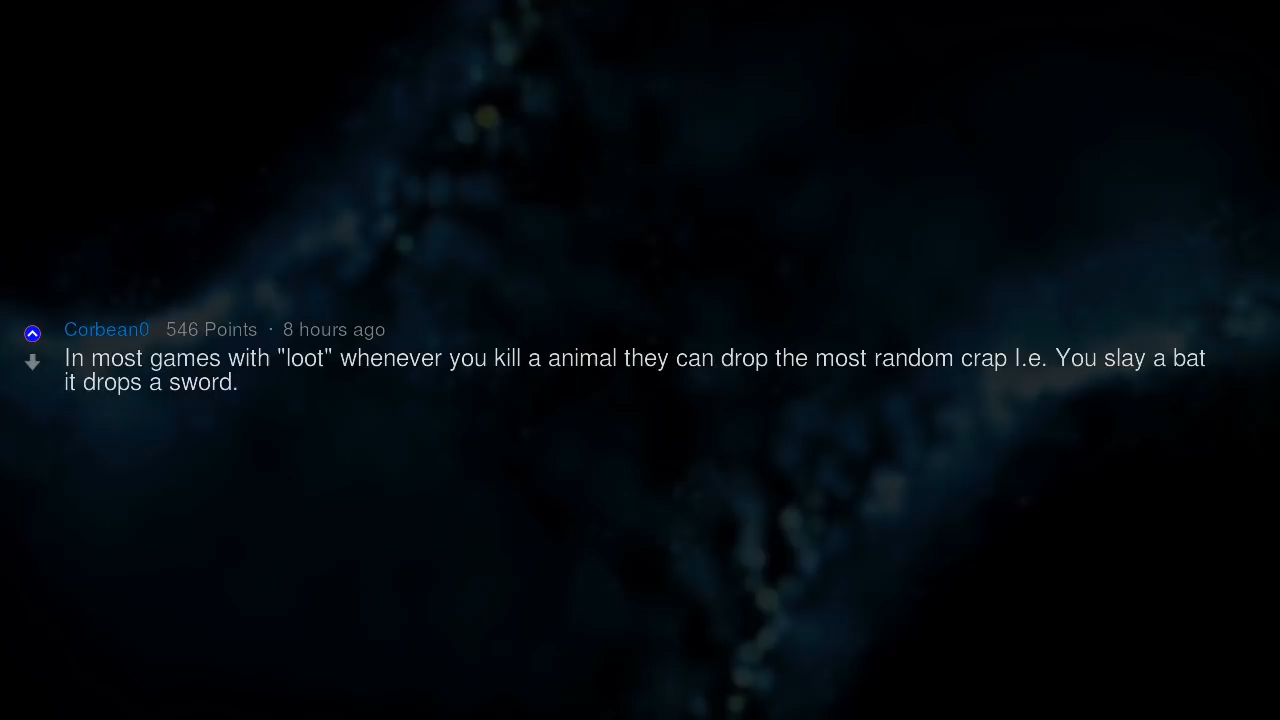 Corbean0 546 Points · 8 hours ago
In most games with "loot" whenever you kill a animal they can drop the most random crap I.e. You slay a bat
it drops a sword.